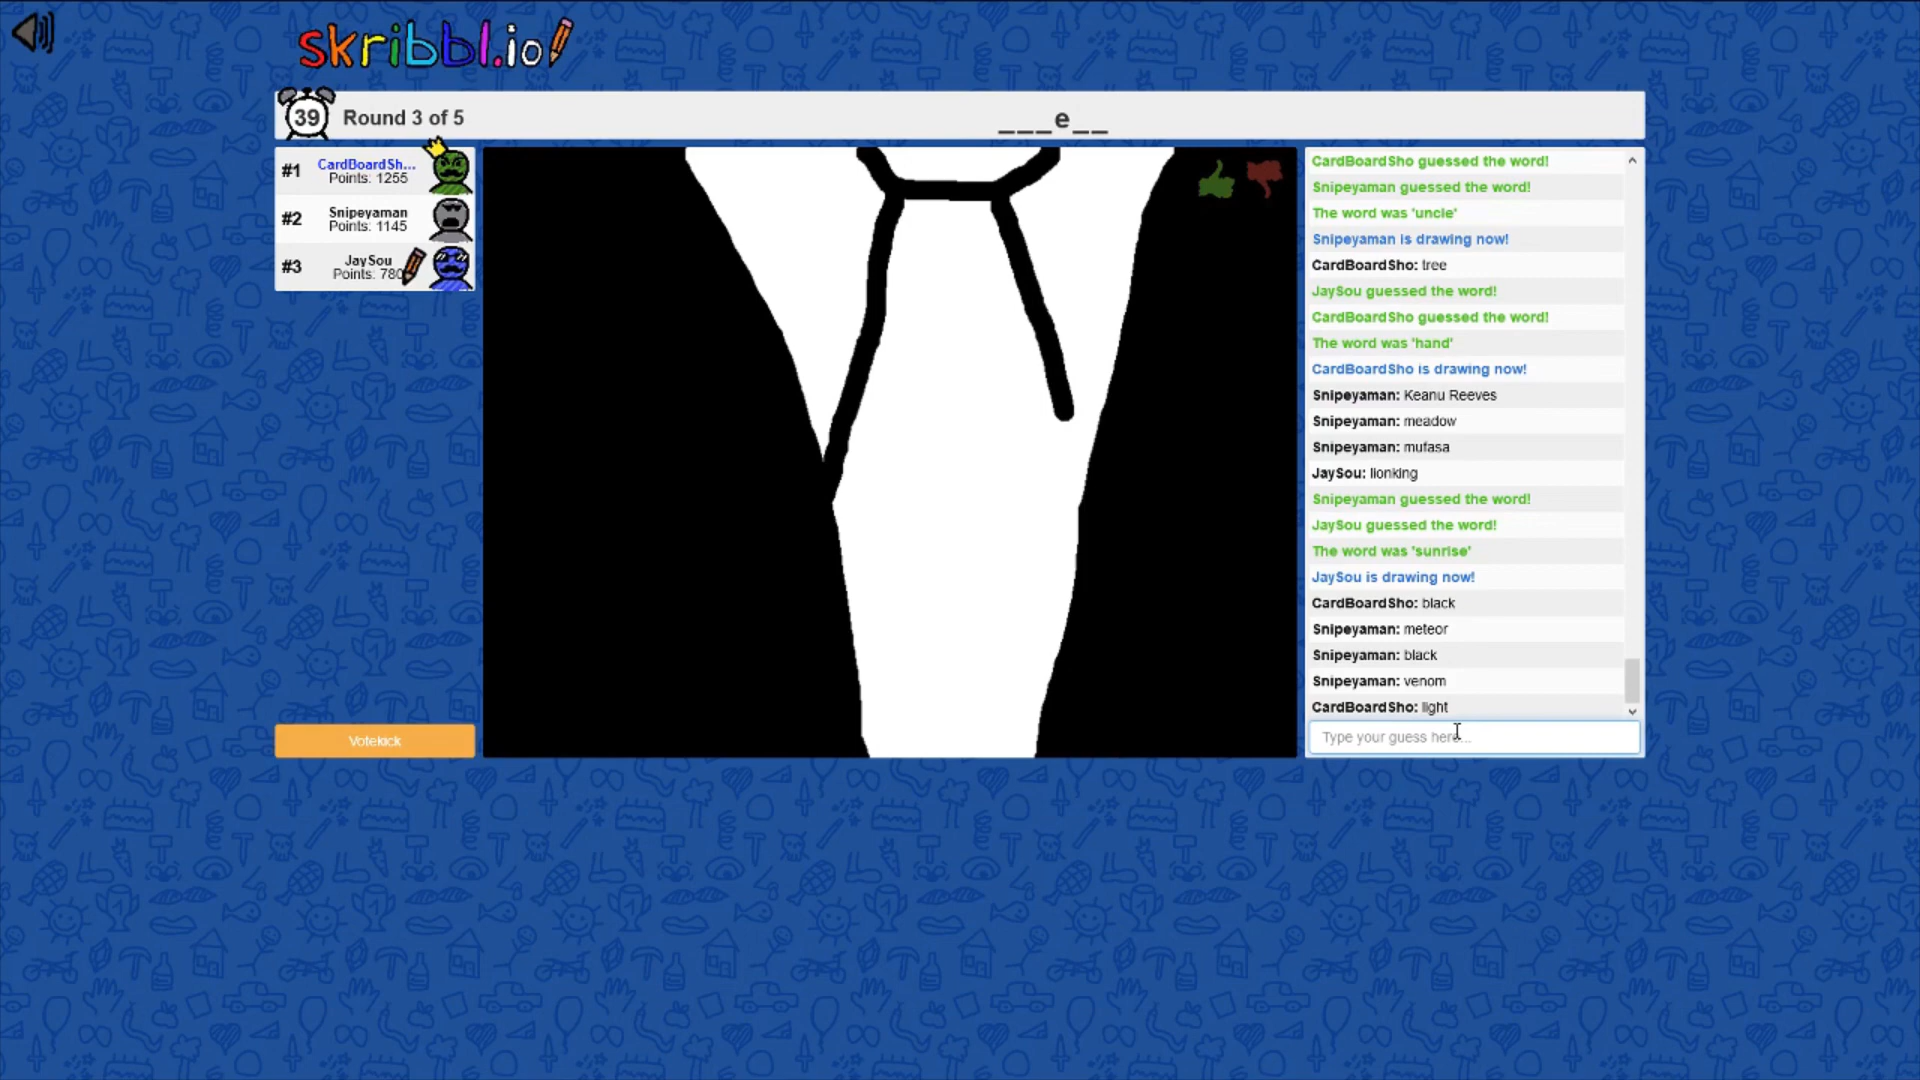 skribbl.io
39
Round 3 of 5
___e__
#1
CardBoardSh...
Points: 1255
#2
Snipeyaman
Points: 1145
#3
JaySou
Points: 780
Votekick
CardBoardSho guessed the word!
Snipeyaman guessed the word!
The word was 'uncle'
Snipeyaman is drawing now!
CardBoardSho: tree
JaySou guessed the word!
CardBoardSho guessed the word!
The word was 'hand'
CardBoardSho is drawing now!
Snipeyaman: Keanu Reeves
Snipeyaman: meadow
Snipeyaman: mufasa
JaySou: lionking
Snipeyaman guessed the word!
JaySou guessed the word!
The word was 'sunrise'
JaySou is drawing now!
CardBoardSho: black
Snipeyaman: meteor
Snipeyaman: black
Snipeyaman: venom
CardBoardSho: light
Type your guess here...